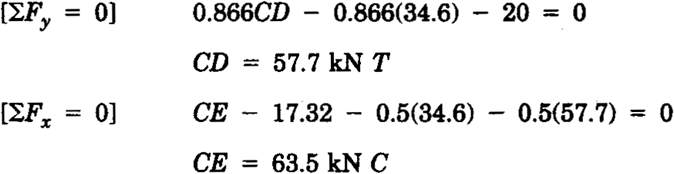 [ΣF_y = 0] 0.866CD − 0.866(34.6) − 20 = 0
CD = 57.7 kN T
[ΣF_x = 0] CE − 17.32 − 0.5(34.6) − 0.5(57.7) = 0
CE = 63.5 kN C